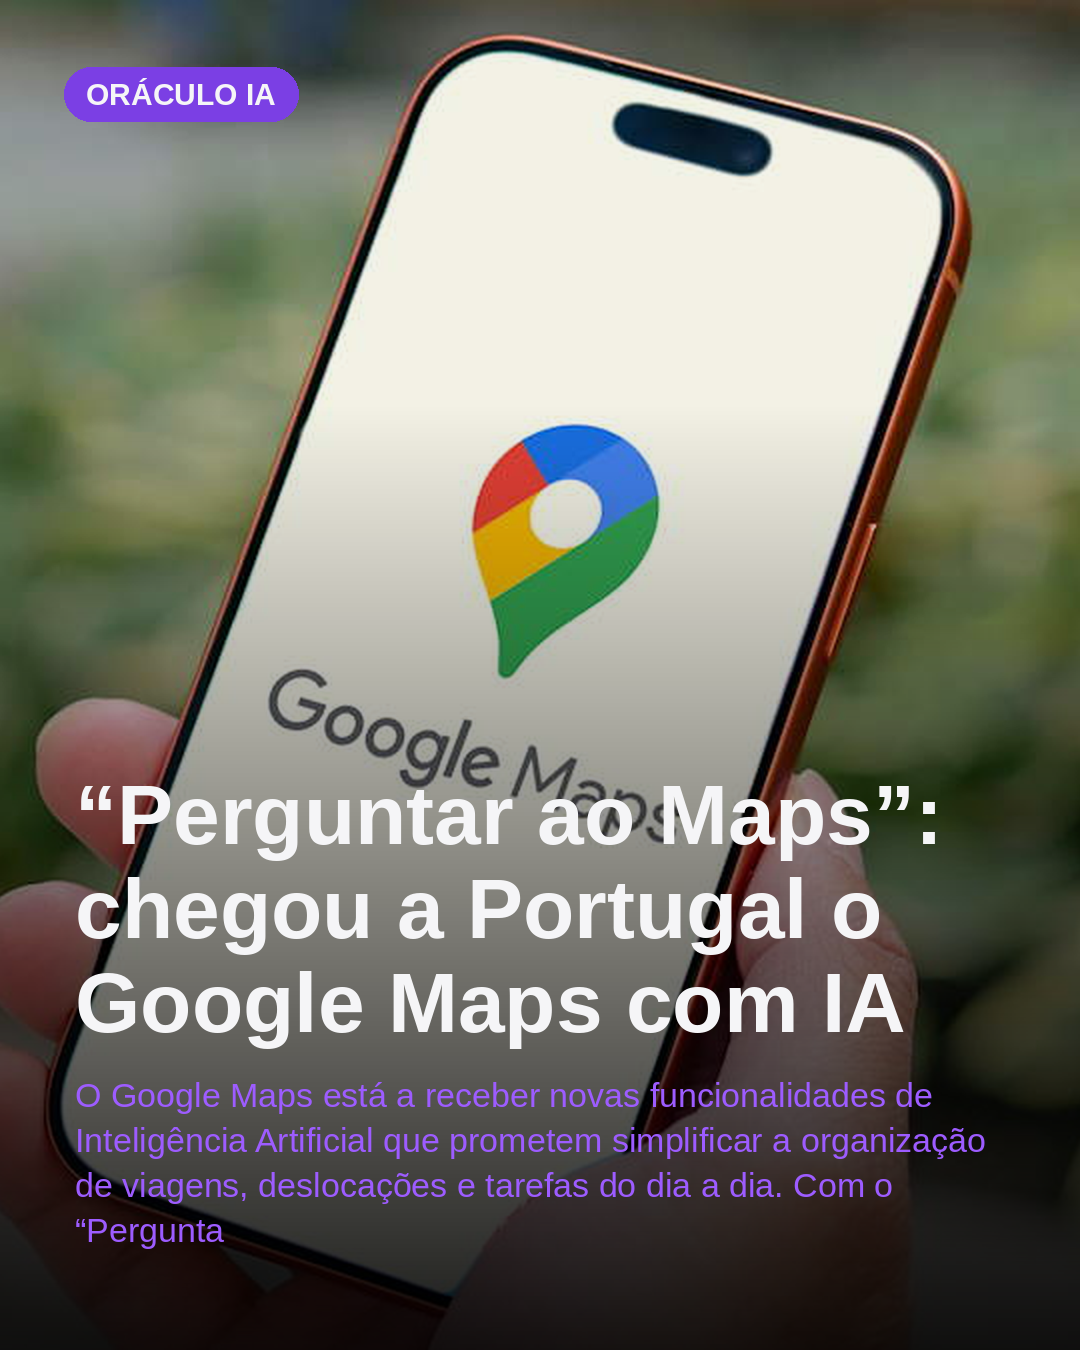 ORÁCULO IA
Google Maps
“Perguntar ao Maps”:
chegou a Portugal o
Google Maps com IA
O Google Maps está a receber novas funcionalidades de
Inteligência Artificial que prometem simplificar a organização
de viagens, deslocações e tarefas do dia a dia. Com o
“Pergunta